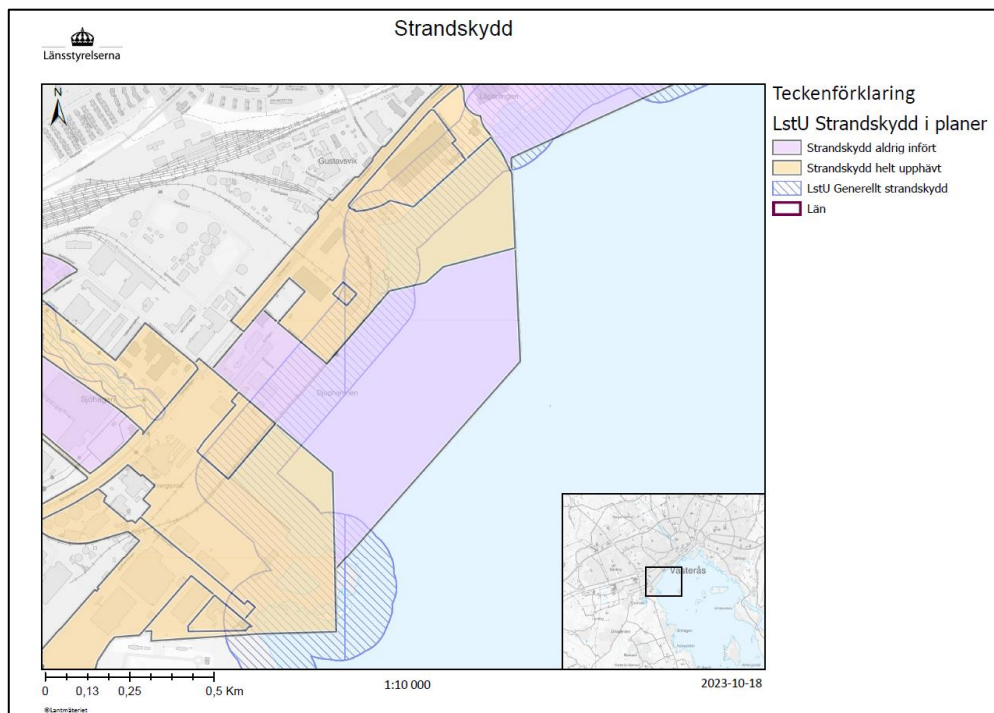 Strandskydd
Länsstyrelserna
N
Teckenförklaring
LstU Strandskydd i planer
Strandskydd aldrig infört
Strandskydd helt upphävt
LstU Generellt strandskydd
Län
Gustavsvik
Sjöhagen
Sjöhamnen
Västerås
0 0,13 0,25 0,5 Km
1:10 000
2023-10-18
©Lantmäteriet